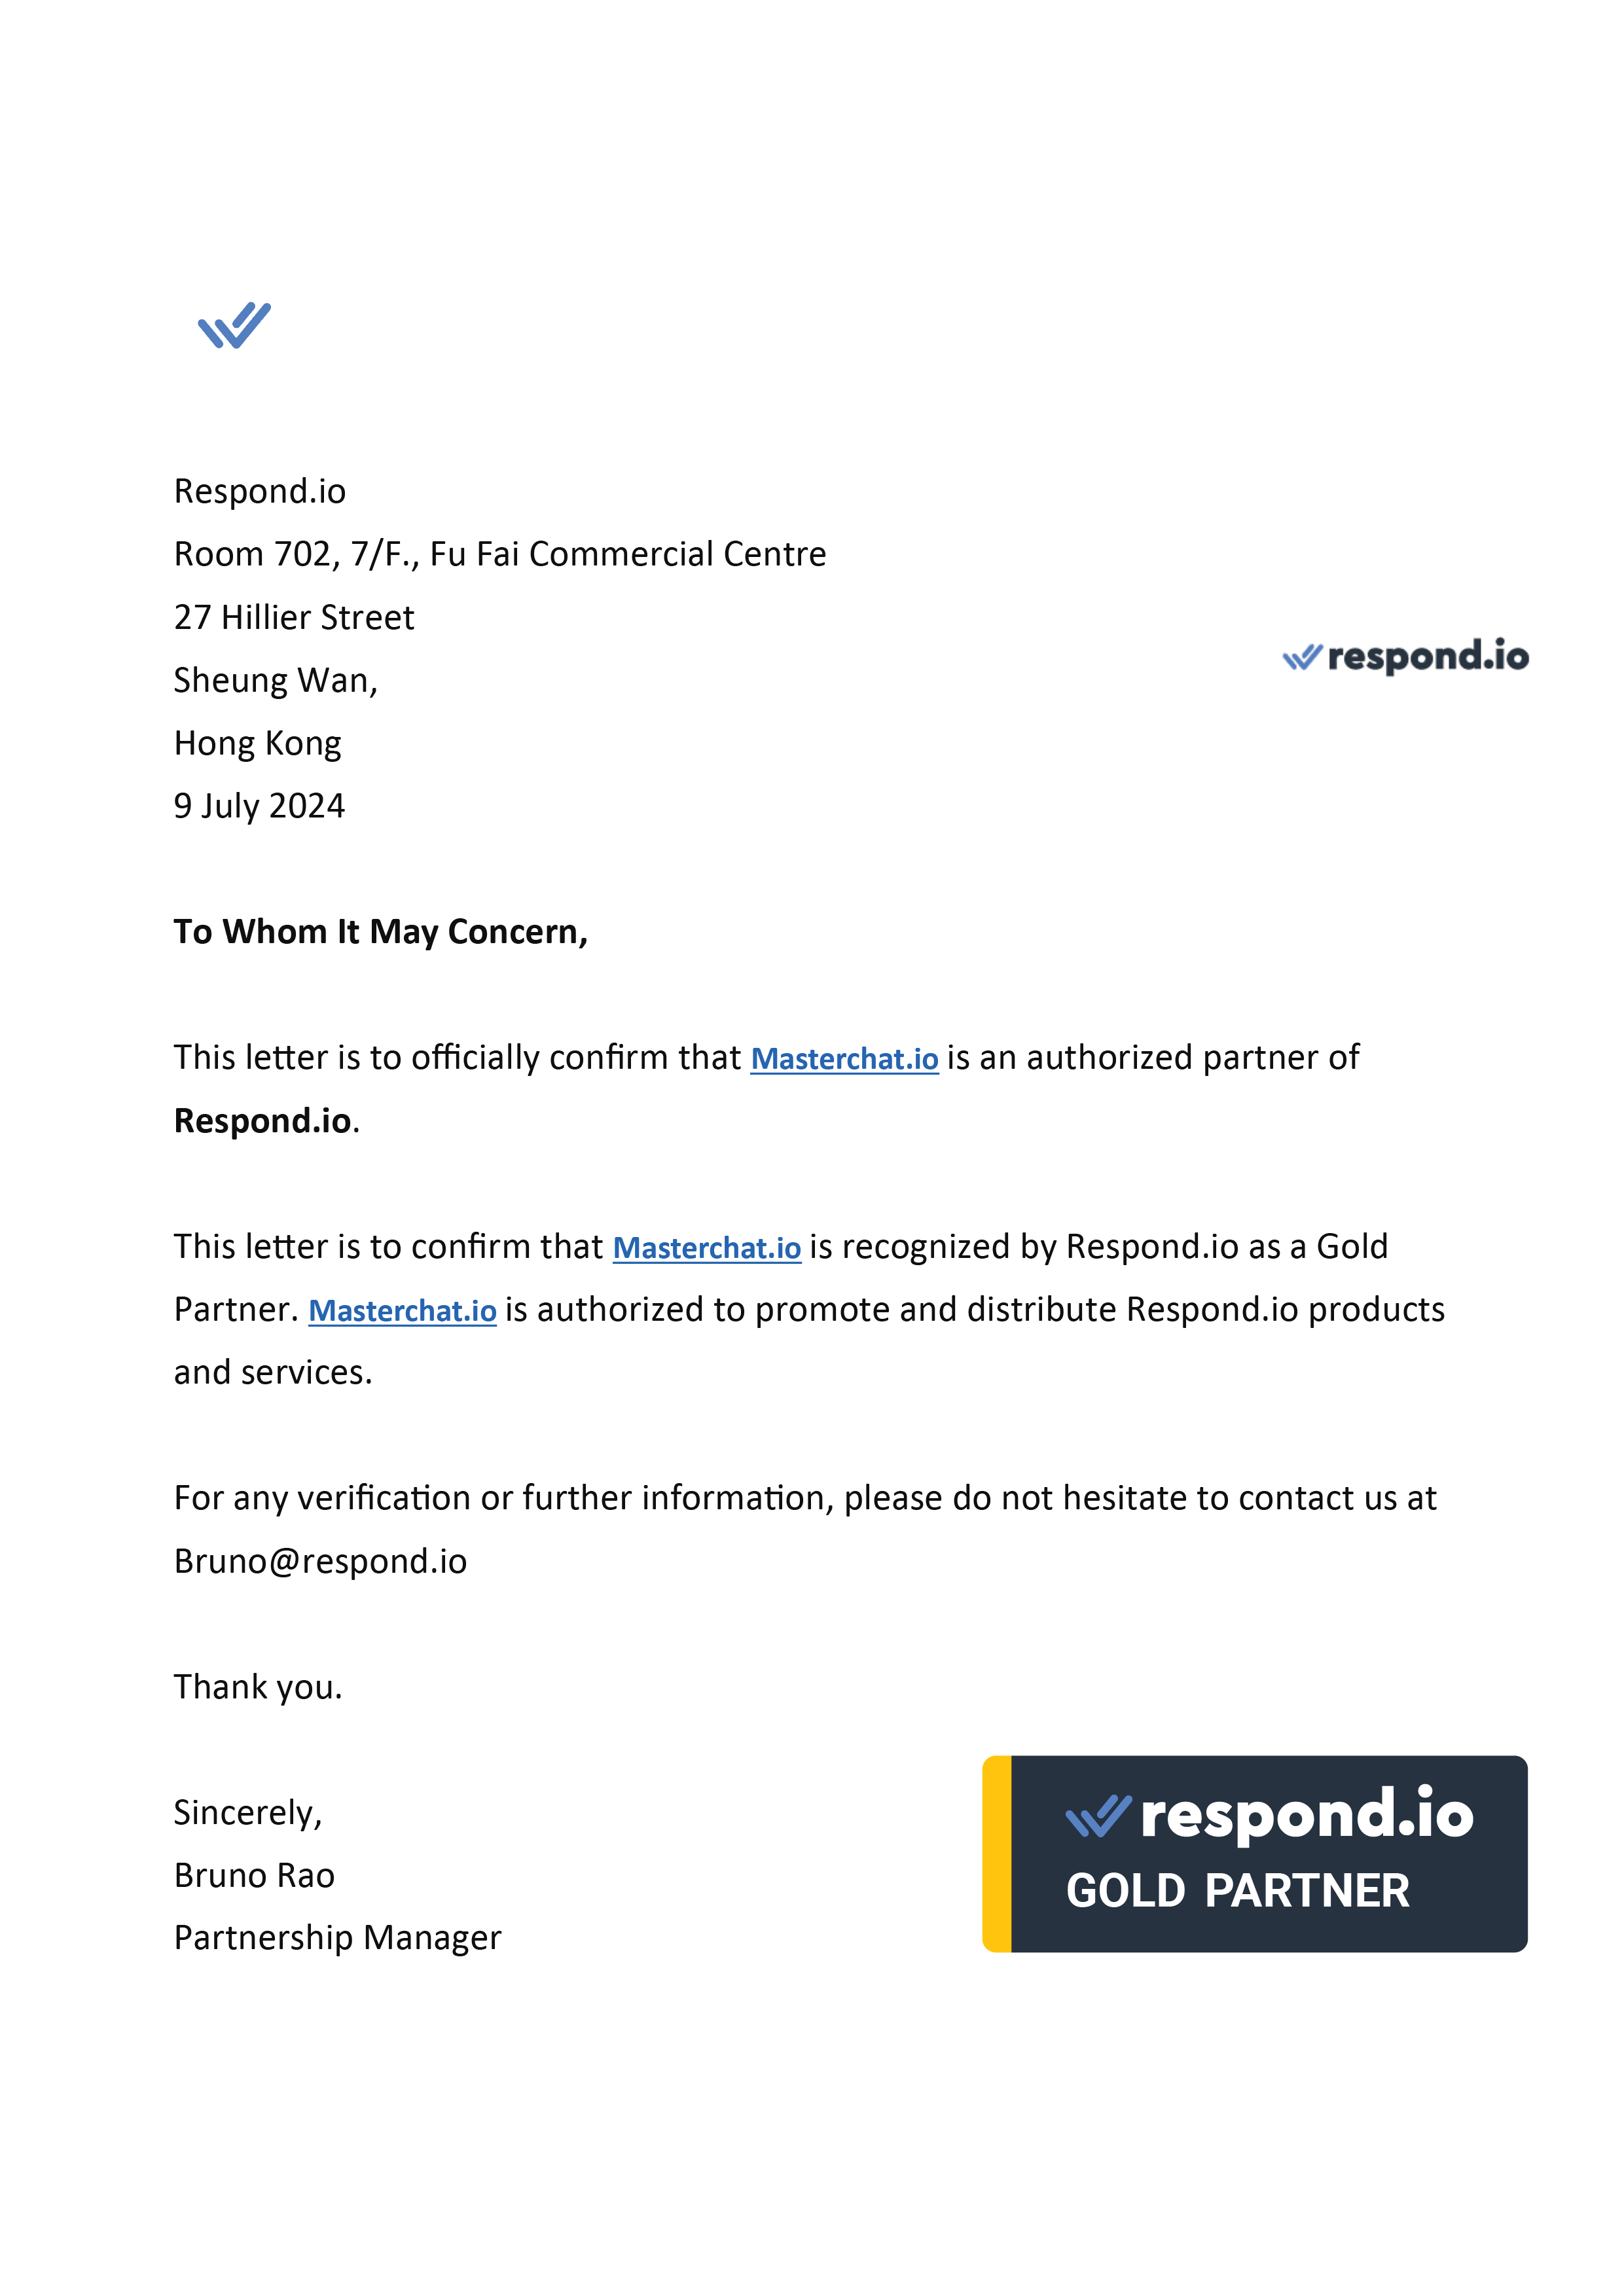 Respond.io
Room 702, 7/F., Fu Fai Commercial Centre
27 Hillier Street
respond.io
Sheung Wan,
Hong Kong
9 July 2024
To Whom It May Concern,
This letter is to officially confirm that Masterchat.io is an authorized partner of
Respond.io.
This letter is to confirm that Masterchat.io is recognized by Respond.io as a Gold
Partner. Masterchat.io is authorized to promote and distribute Respond.io products
and services.
For any verification or further information, please do not hesitate to contact us at
Bruno@respond.io
Thank you.
Sincerely,
Bruno Rao
Partnership Manager
respond.io
GOLD PARTNER